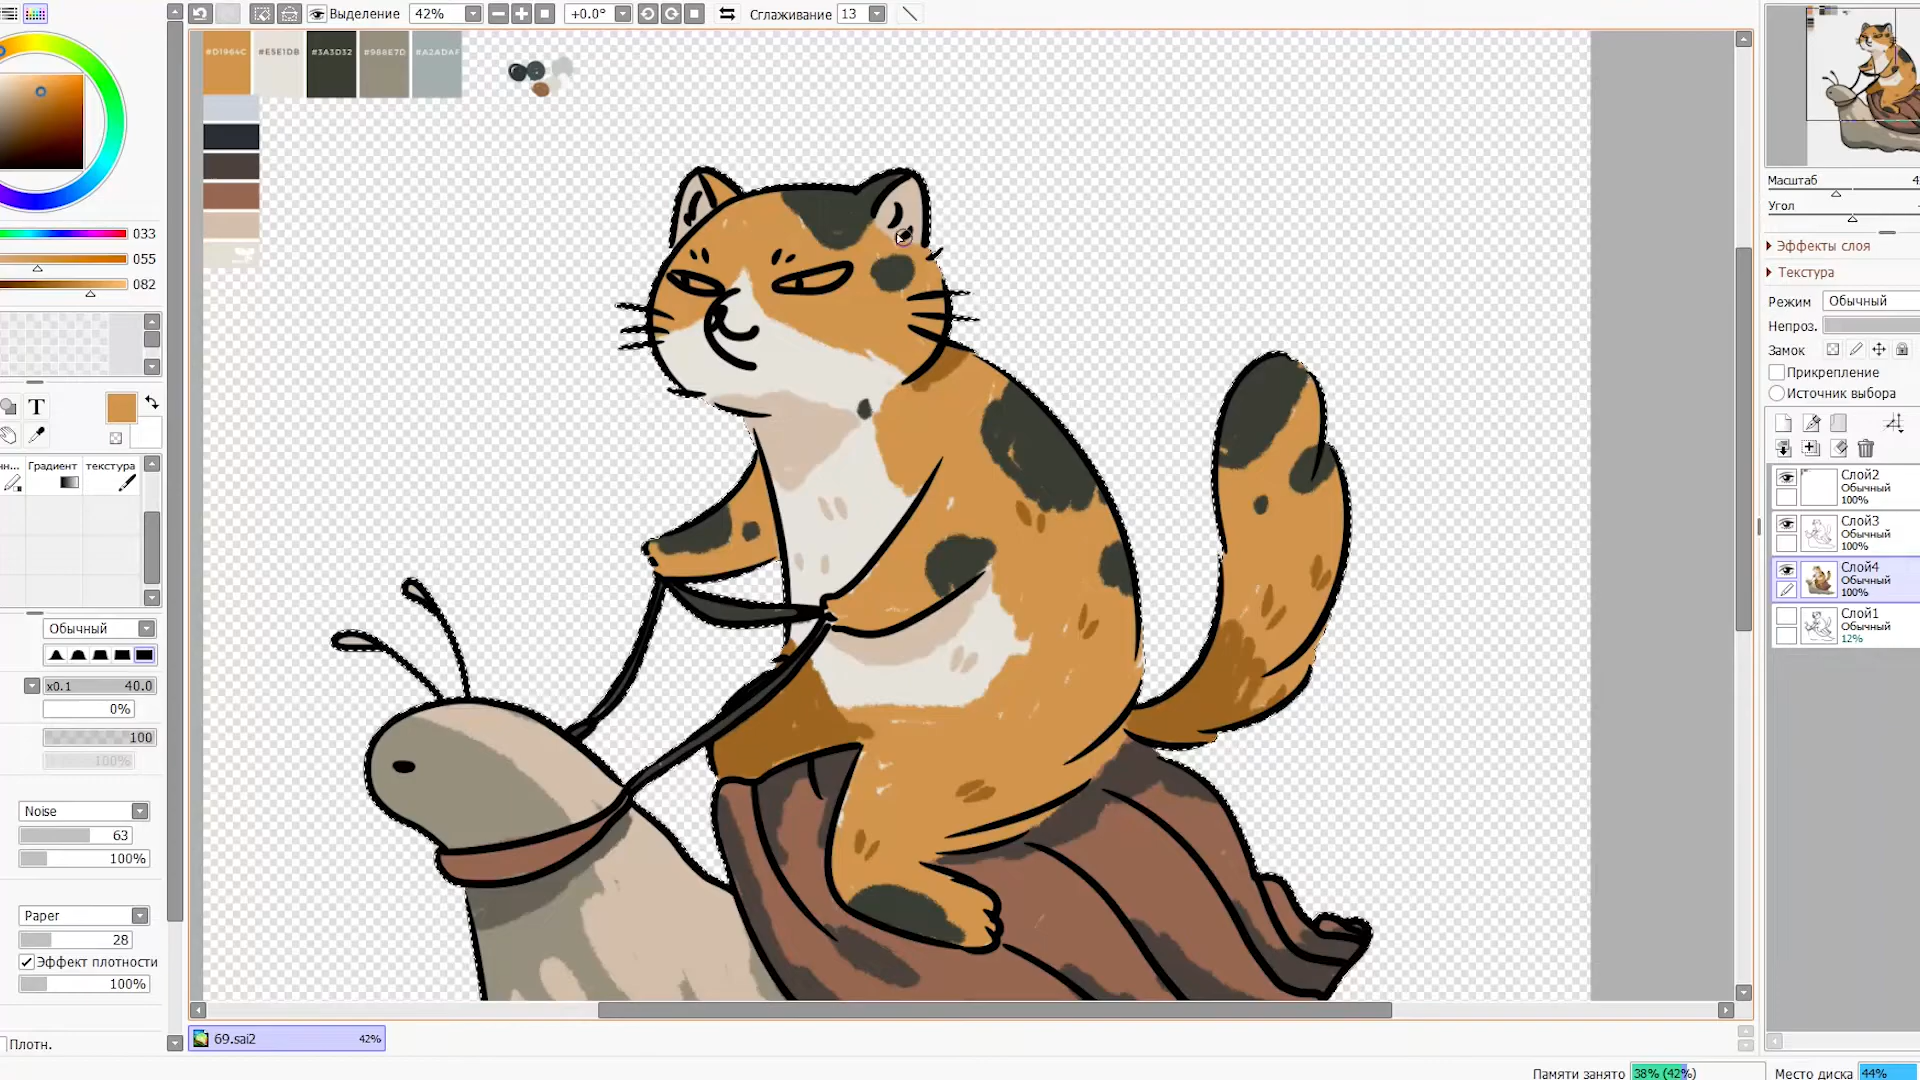 Выделение 42% +0.0° Сглаживание 13
#D1964C #E5E1DB #3A3D32 #988E7D #A2ADAF
033
055
082
T
Градиент текстура
Обычный
x0.1 40.0
0%
100
100%
Noise
63
100%
Paper
28
Эффект плотности
100%
Плотн.
69.sai2 42%
Масштаб
Угол
Эффекты слоя
Текстура
Режим Обычный
Непроз.
Замок
Прикрепление
Источник выбора
Слой2
Обычный
100%
Слой3
Обычный
100%
Слой4
Обычный
100%
Слой1
Обычный
12%
Памяти занято 38% (42%) Место диска 44%